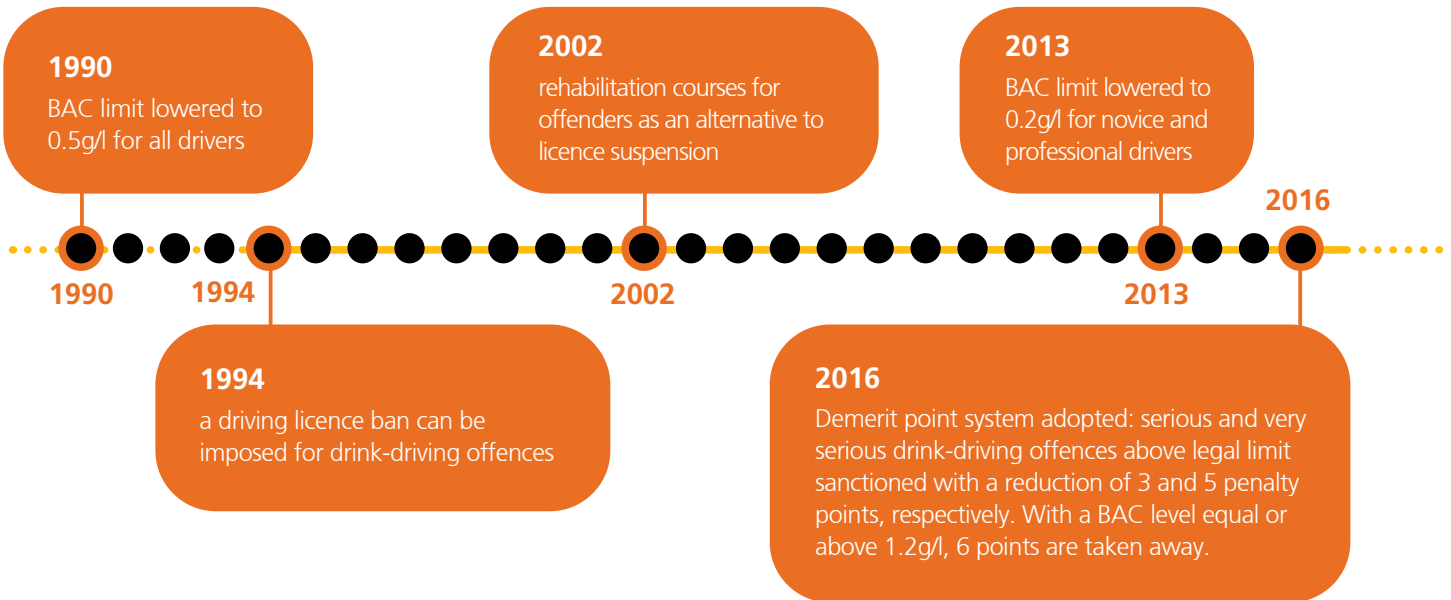 1990
BAC limit lowered to
0.5g/l for all drivers
2002
rehabilitation courses for
offenders as an alternative to
licence suspension
2013
BAC limit lowered to
0.2g/l for novice and
professional drivers
2016
1990
1994
2002
2013
1994
a driving licence ban can be
imposed for drink-driving offences
2016
Demerit point system adopted: serious and very
serious drink-driving offences above legal limit
sanctioned with a reduction of 3 and 5 penalty
points, respectively. With a BAC level equal or
above 1.2g/l, 6 points are taken away.